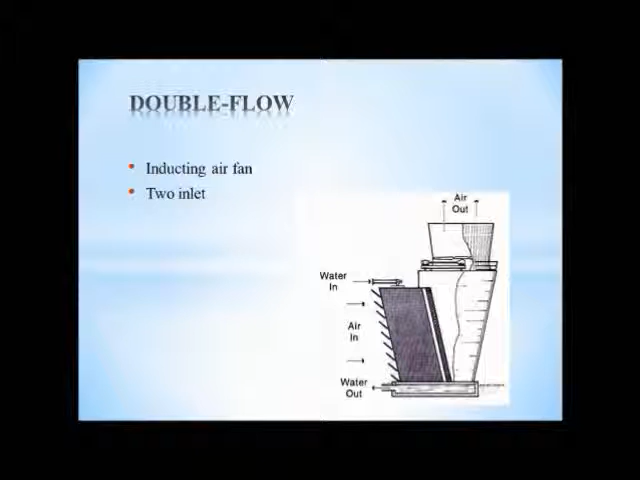 DOUBLE-FLOW
• Inducting air fan
• Two inlet
Air
Out
Water
In
Air
In
Water
Out